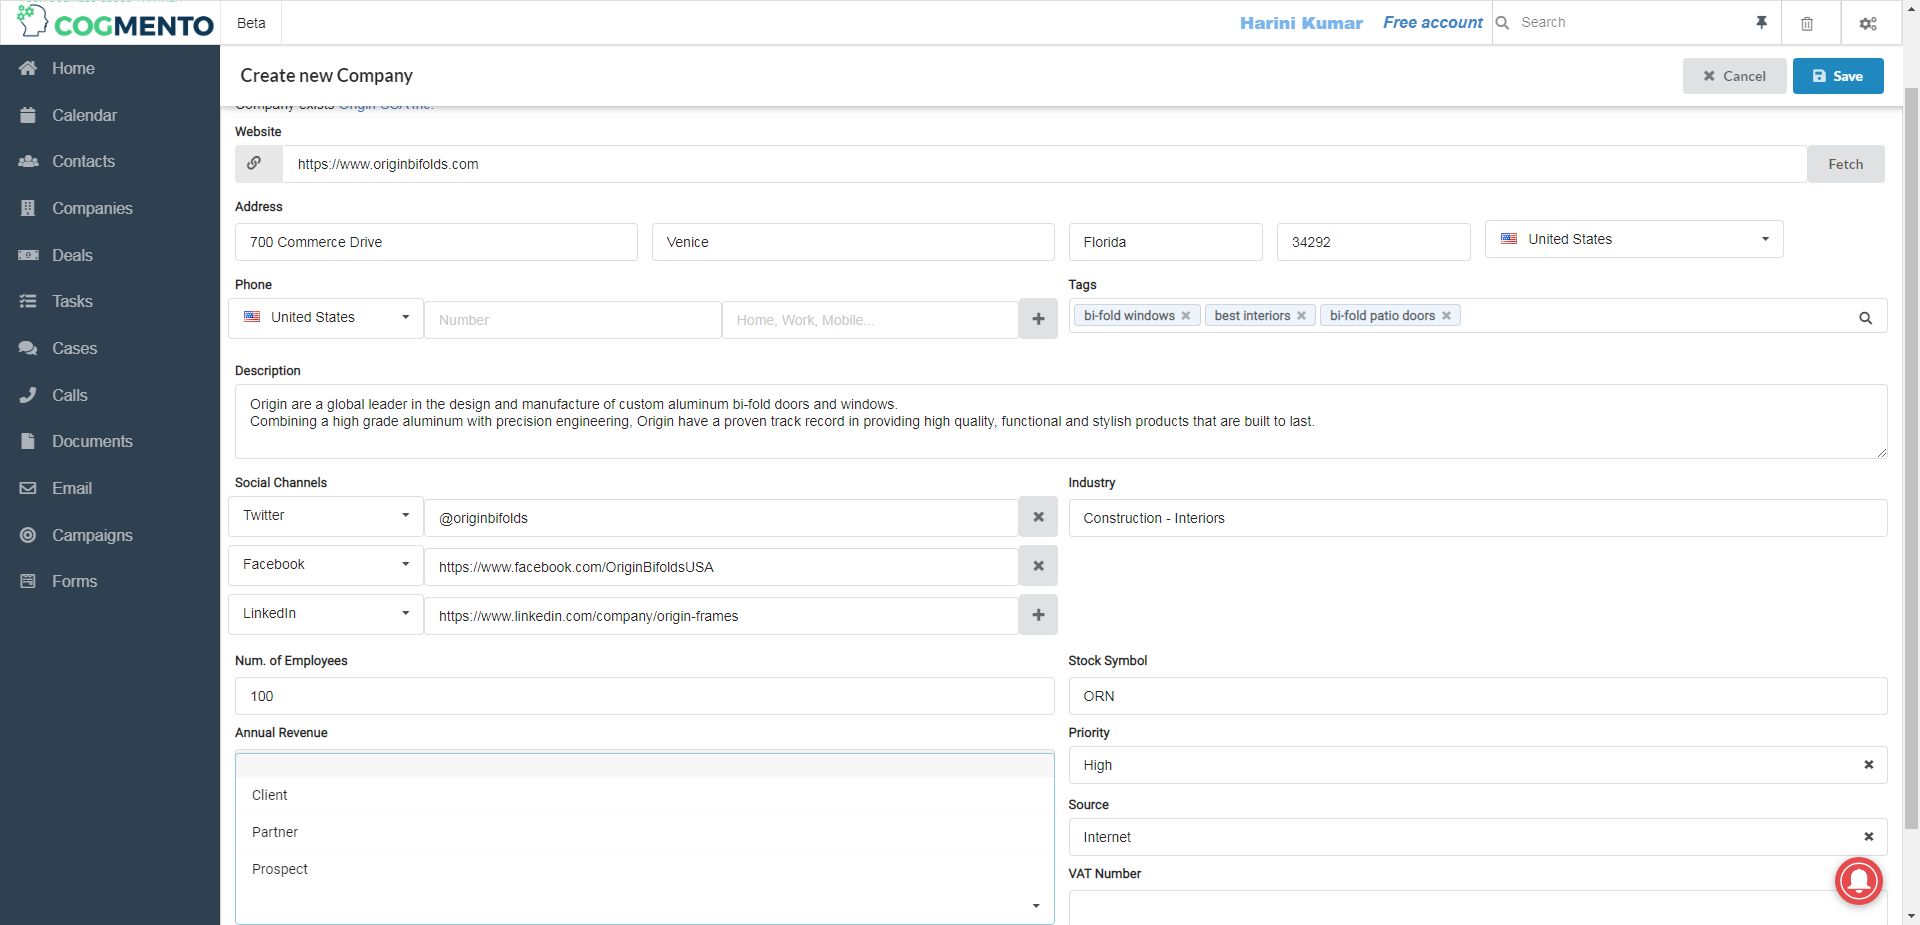 COGMENTO
Beta
Harini Kumar
Free account
Search
Home
Calendar
Contacts
Companies
Deals
Tasks
Cases
Calls
Documents
Email
Campaigns
Forms
Create new Company
Cancel
Save
Company exists Origin USA Inc.
Website
https://www.originbifolds.com
Fetch
Address
700 Commerce Drive
Venice
Florida
34292
United States
Phone
Tags
United States
Number
Home, Work, Mobile...
bi-fold windows
best interiors
bi-fold patio doors
Description
Origin are a global leader in the design and manufacture of custom aluminum bi-fold doors and windows.
Combining a high grade aluminum with precision engineering, Origin have a proven track record in providing high quality, functional and stylish products that are built to last.
Social Channels
Industry
Twitter
@originbifolds
Construction - Interiors
Facebook
https://www.facebook.com/OriginBifoldsUSA
LinkedIn
https://www.linkedin.com/company/origin-frames
Num. of Employees
Stock Symbol
100
ORN
Annual Revenue
Priority
High
Client
Partner
Prospect
Source
Internet
VAT Number